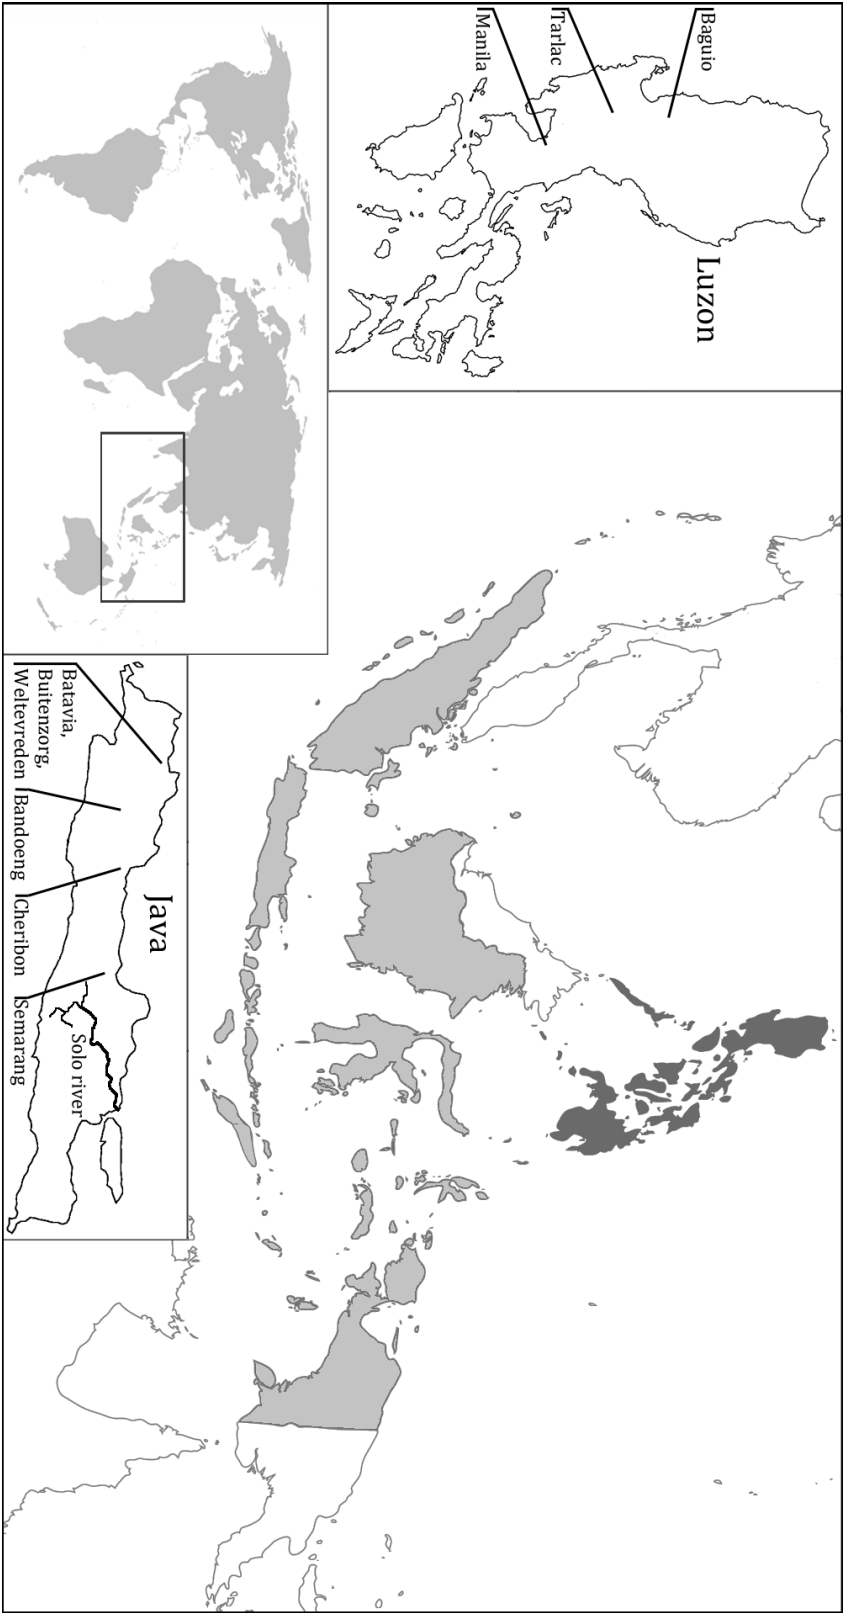 Luzon
Baguio
Tarlac
Manila
Java
Batavia,
Buitenzorg,
Weltevreden
Bandoeng
Cheribon
Semarang
Solo river